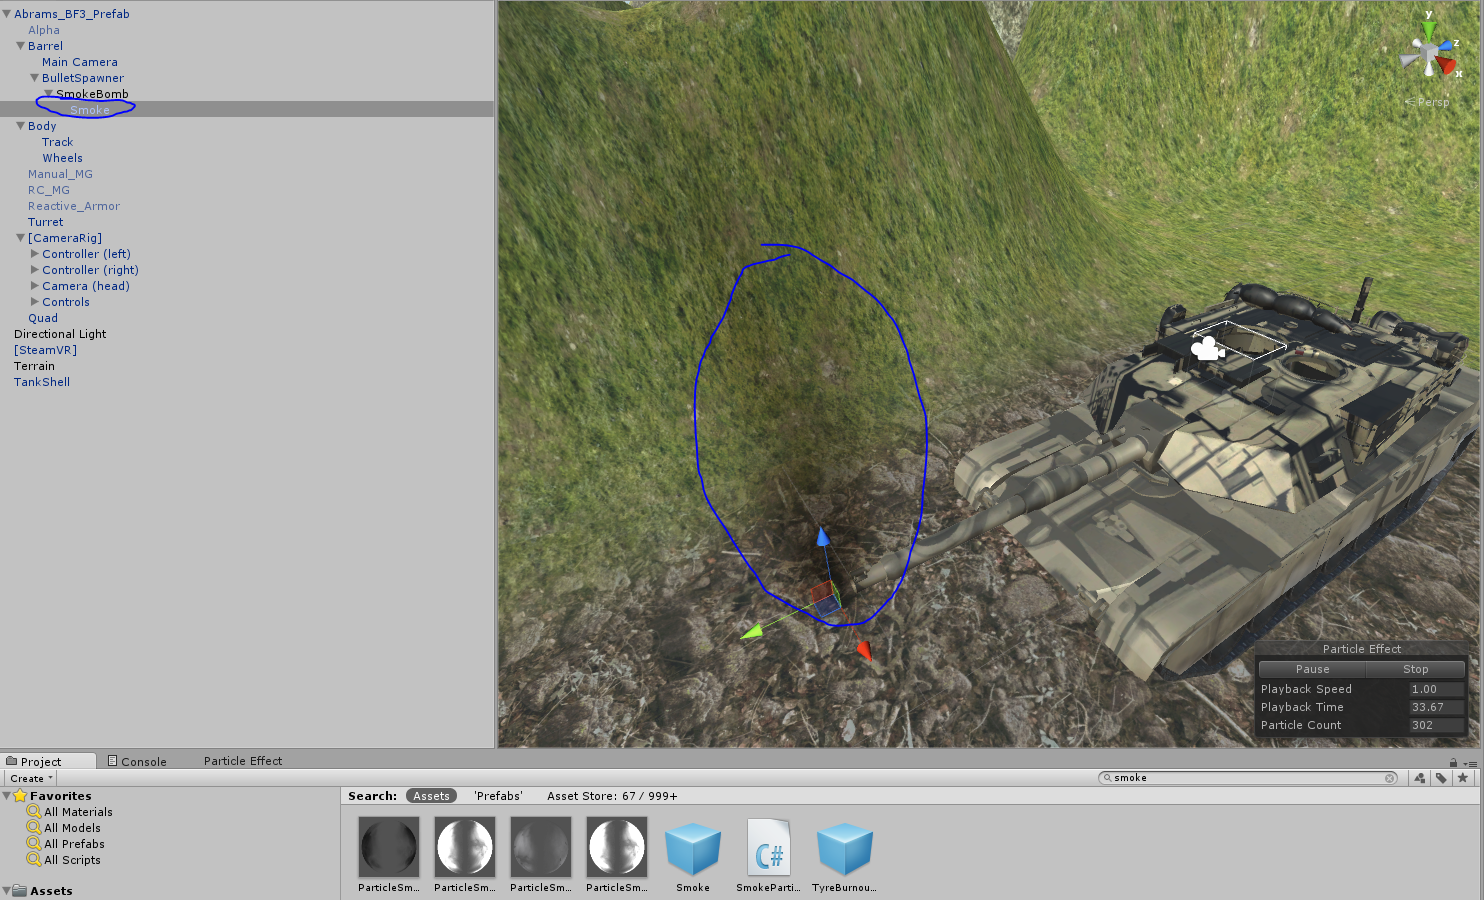 Abrams_BF3_Prefab
Alpha
Barrel
Main Camera
BulletSpawner
SmokeBomb
Smoke
Body
Track
Wheels
Manual_MG
RC_MG
Reactive_Armor
Turret
[CameraRig]
Controller (left)
Controller (right)
Camera (head)
Controls
Quad
Directional Light
[SteamVR]
Terrain
TankShell
y
z
x
Persp
Particle Effect
Pause Stop
Playback Speed 1.00
Playback Time 33.67
Particle Count 302
Project Console Particle Effect
Create smoke
Favorites
All Materials
All Models
All Prefabs
All Scripts
Assets
Search: Assets 'Prefabs' Asset Store: 67 / 999+
C#
ParticleSm... ParticleSm... ParticleSm... ParticleSm... Smoke SmokeParti... TyreBurnou...